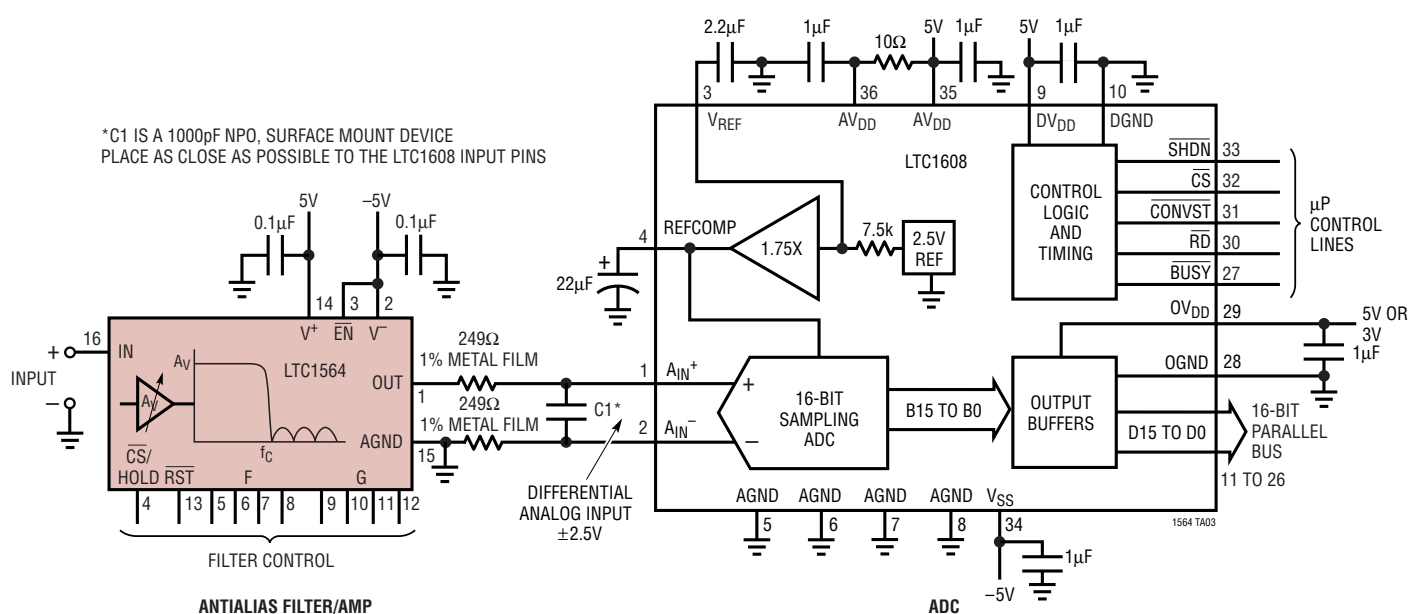 2.2µF
1µF
10Ω
5V
1µF
5V
1µF
3
36
35
9
10
VREF
AVDD
AVDD
DVDD
DGND
*C1 IS A 1000pF NPO, SURFACE MOUNT DEVICE
PLACE AS CLOSE AS POSSIBLE TO THE LTC1608 INPUT PINS
LTC1608
SHDN 33
CS 32
CONVST 31
RD 30
BUSY 27
CONTROL
LOGIC
AND
TIMING
µP
CONTROL
LINES
5V
–5V
0.1µF
0.1µF
4
REFCOMP
+
22µF
1.75X
7.5k
2.5V
REF
14
3
2
V+
EN
V–
OVDD 29
5V OR
3V
1µF
OGND 28
16
IN
+
INPUT
–
AV
AV
LTC1564
fC
OUT
1
AGND
15
249Ω
1% METAL FILM
249Ω
1% METAL FILM
C1*
1
AIN+
2
AIN–
+
–
16-BIT
SAMPLING
ADC
B15 TO B0
OUTPUT
BUFFERS
D15 TO D0
16-BIT
PARALLEL
BUS
11 TO 26
CS/
HOLD
RST
F
G
4
13
5
6
7
8
9
10
11
12
FILTER CONTROL
DIFFERENTIAL
ANALOG INPUT
±2.5V
AGND
AGND
AGND
AGND
VSS
5
6
7
8
34
1µF
–5V
1564 TA03
ANTIALIAS FILTER/AMP
ADC